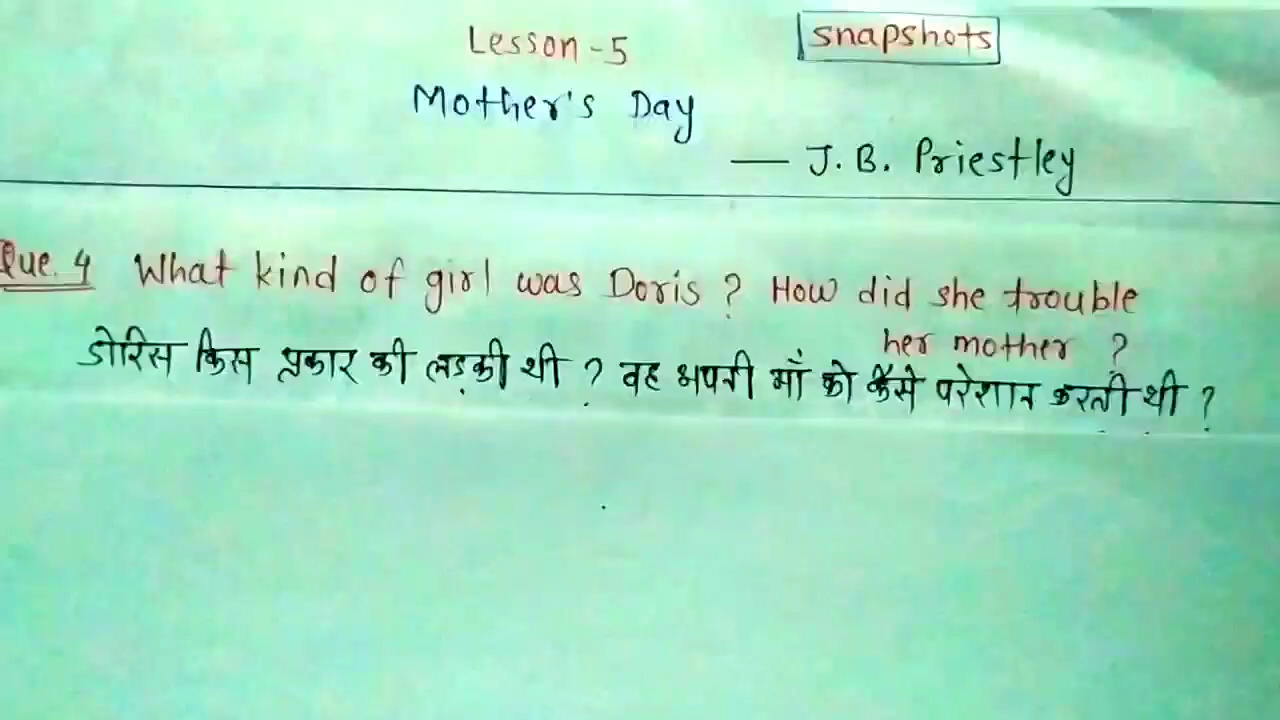 Lesson-5
snapshots
Mother's Day
— J. B. Priestley
Que. 4 What kind of girl was Doris ? How did she trouble
her mother ?
डोरिस किस प्रकार की लड़की थी ? वह अपनी माँ को कैसे परेशान करती थी ?